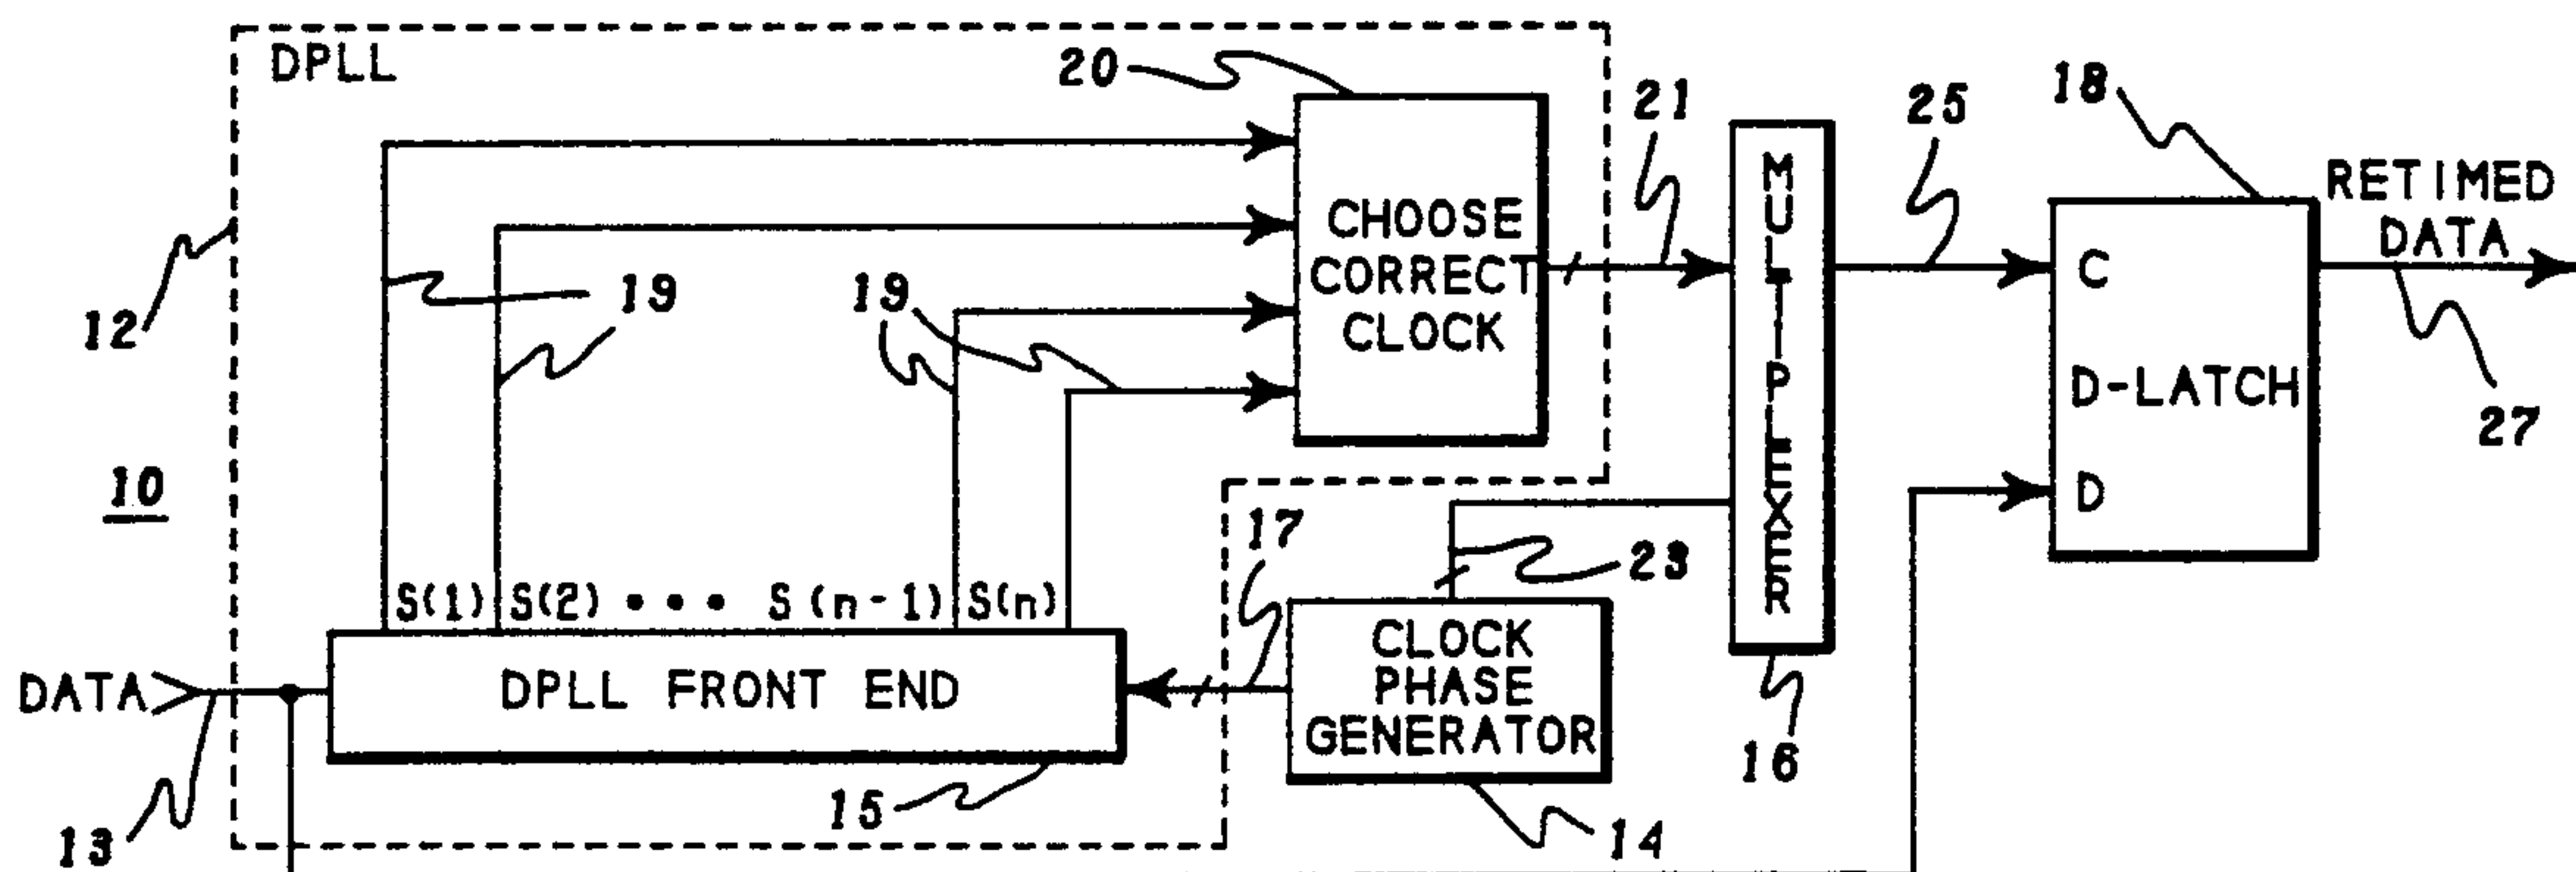 DPLL
20
21
25
18
CHOOSE
CORRECT
CLOCK
MULTIPLEXER
C
D-LATCH
D
RETIMED
DATA
27
12
19
19
10
17
23
S(1) S(2) • • • S(n-1) S(n)
DATA
DPLL FRONT END
CLOCK
PHASE
GENERATOR
16
13
15
14